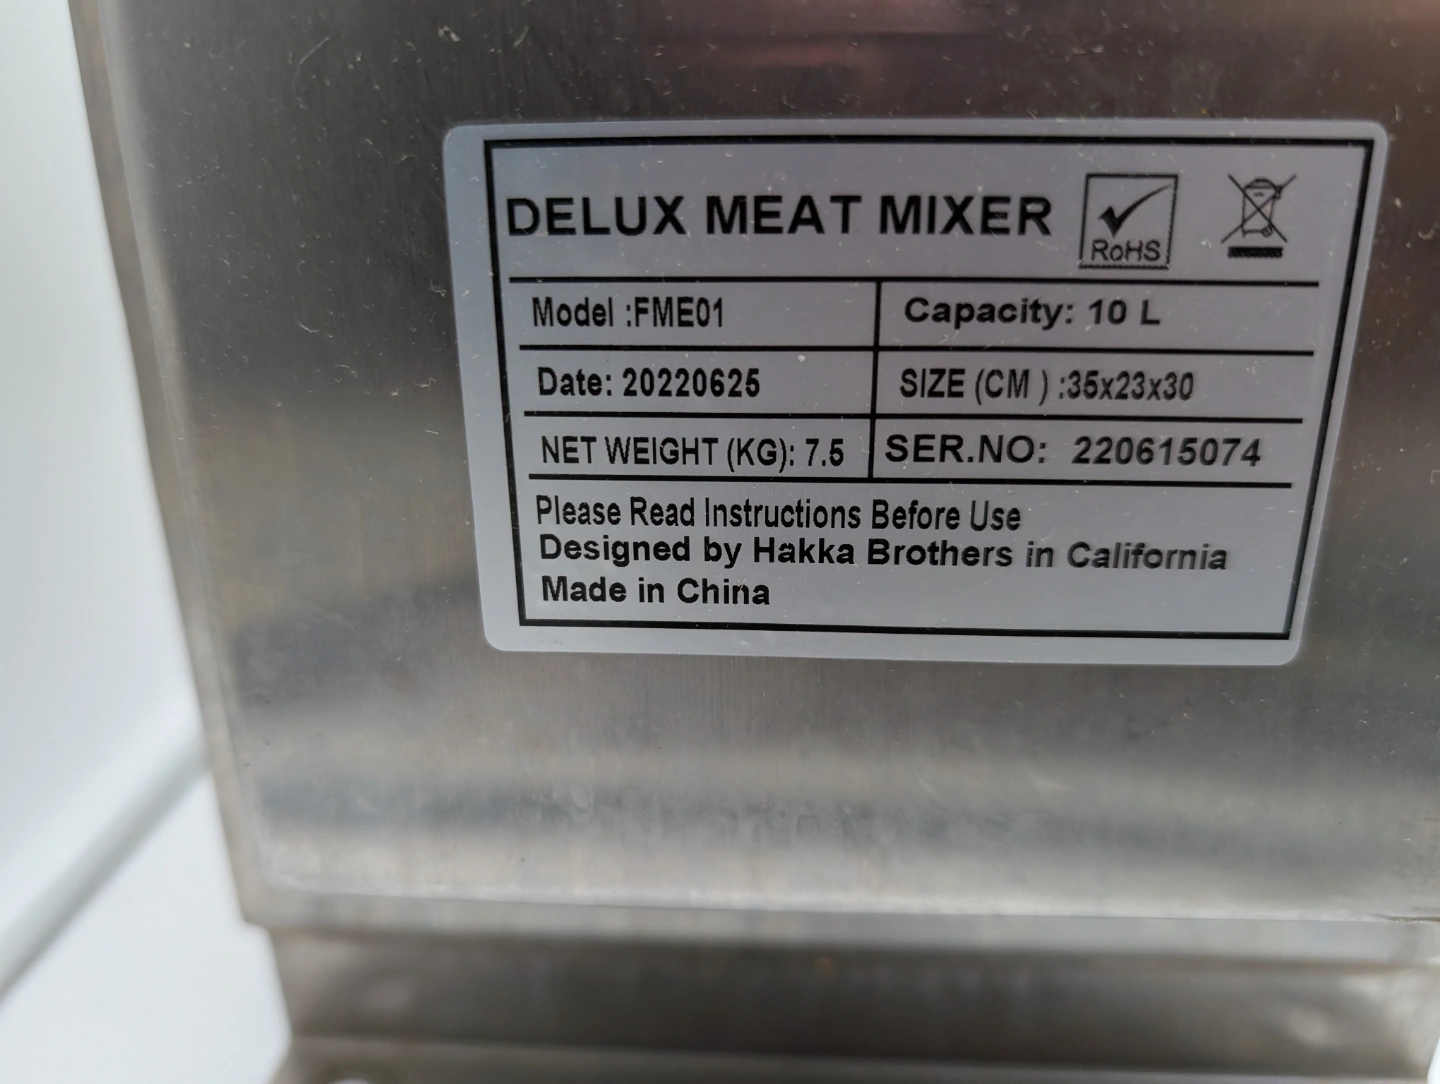 DELUX MEAT MIXER RoHS
Model :FME01 Capacity: 10 L
Date: 20220625 SIZE (CM ) :35x23x30
NET WEIGHT (KG): 7.5 SER.NO: 220615074
Please Read Instructions Before Use
Designed by Hakka Brothers in California
Made in China